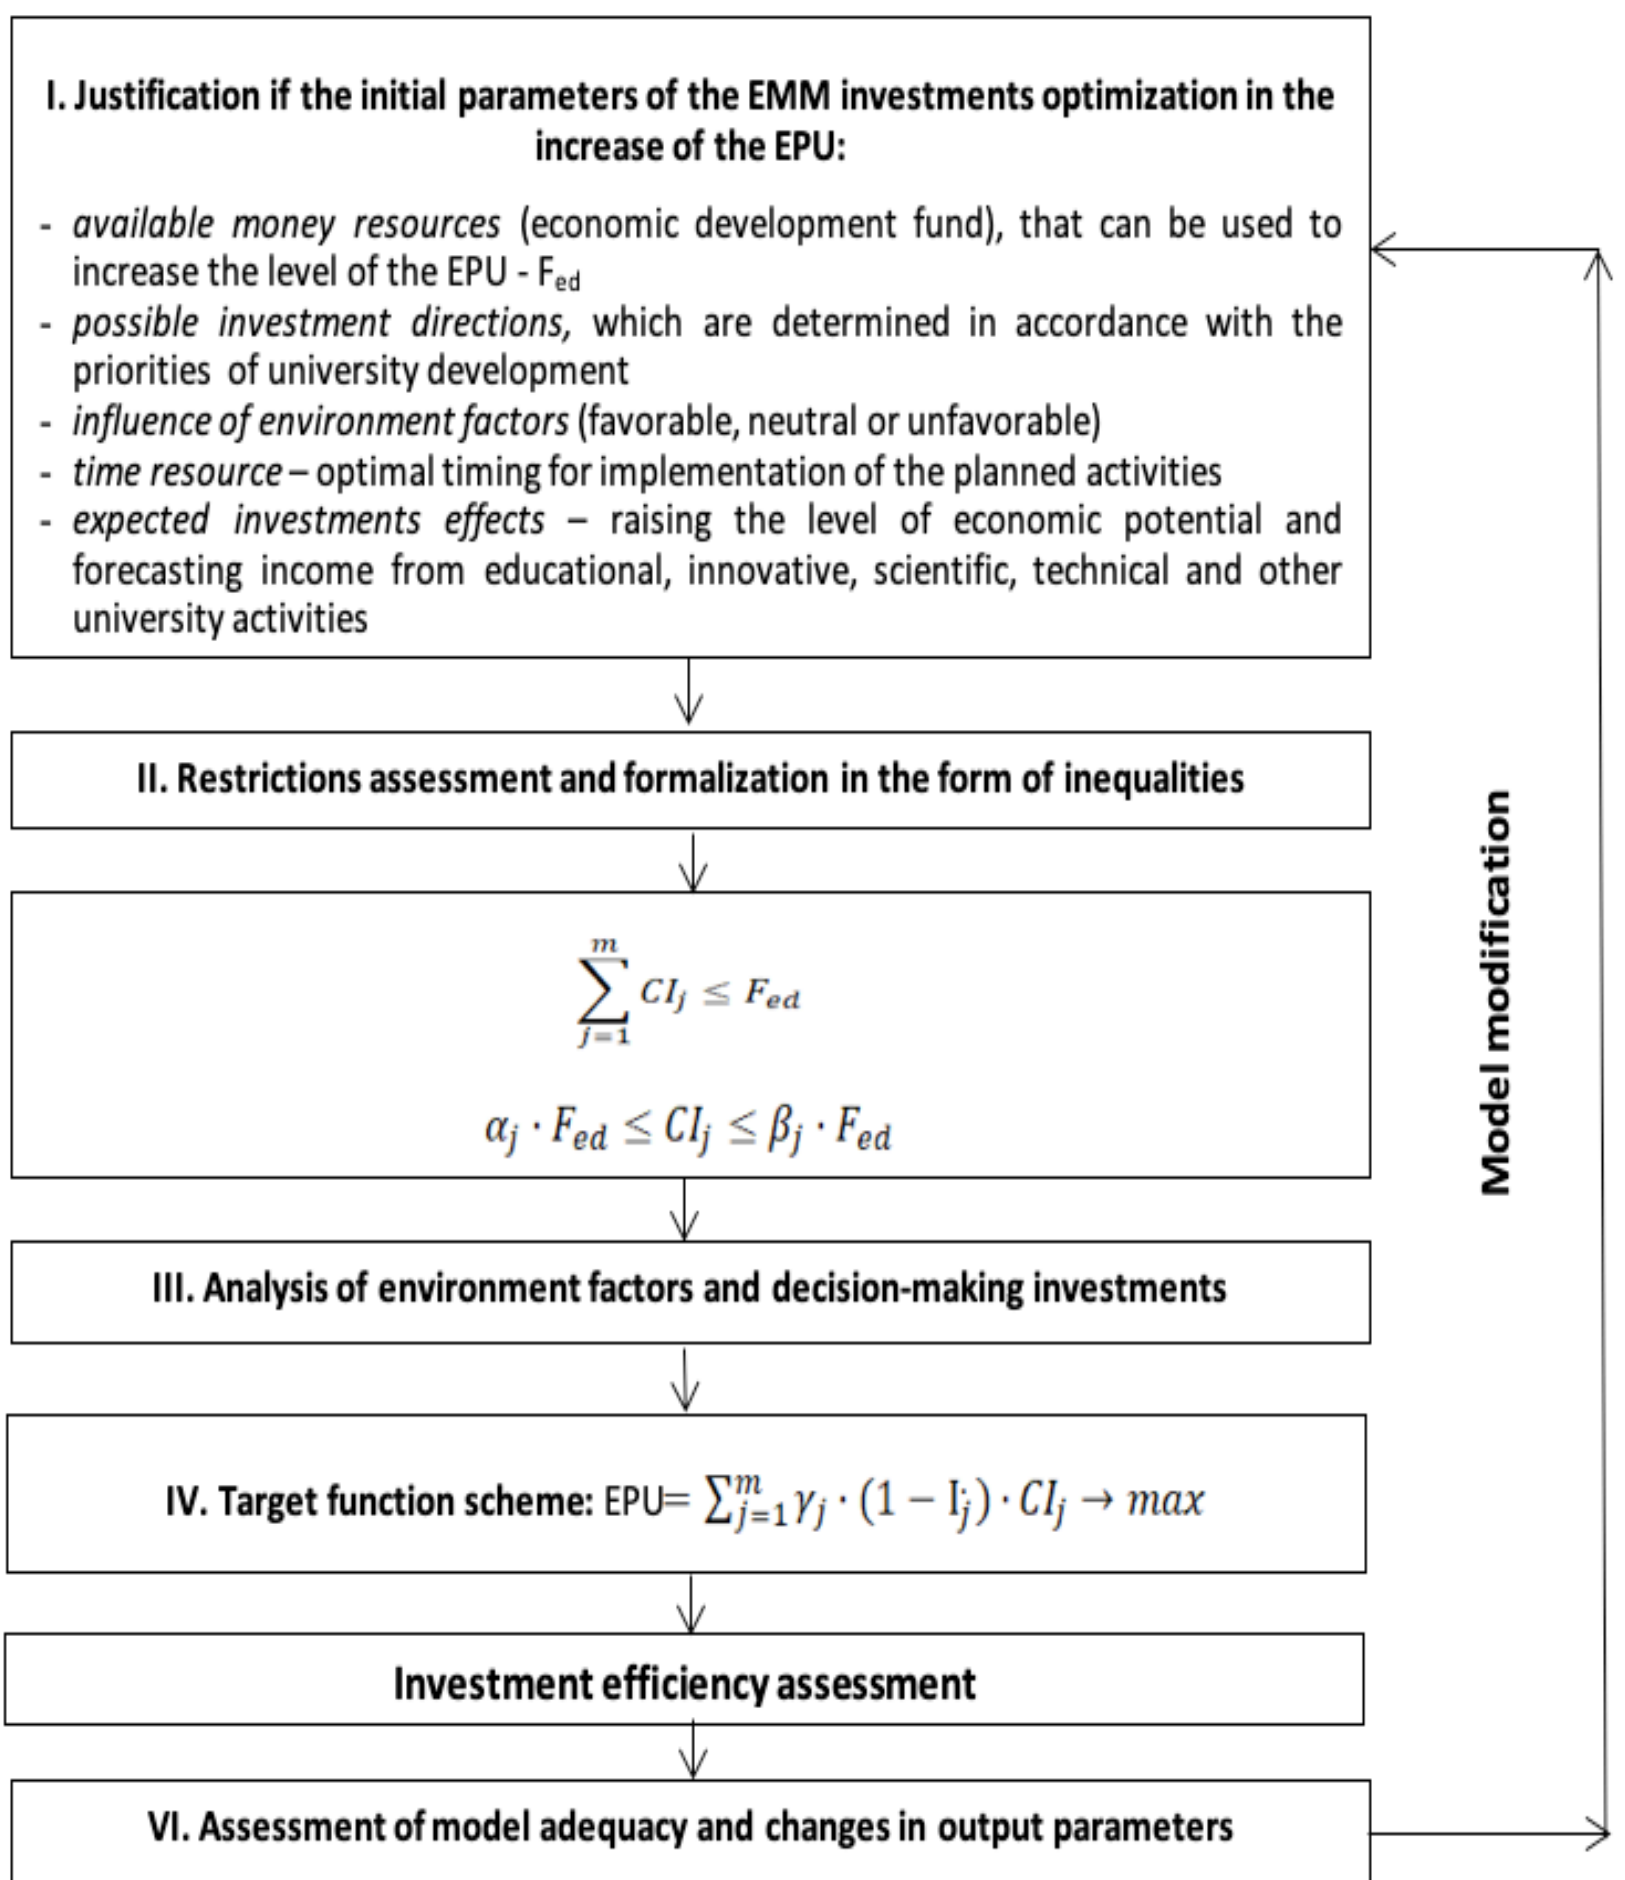 I. Justification if the initial parameters of the EMM investments optimization in the
increase of the EPU:
- available money resources (economic development fund), that can be used to
increase the level of the EPU - Fed
- possible investment directions, which are determined in accordance with the
priorities of university development
- influence of environment factors (favorable, neutral or unfavorable)
- time resource – optimal timing for implementation of the planned activities
- expected investments effects – raising the level of economic potential and
forecasting income from educational, innovative, scientific, technical and other
university activities
II. Restrictions assessment and formalization in the form of inequalities
∑_{j=1}^{m} CI_j ≤ F_{ed}
α_j · F_{ed} ≤ CI_j ≤ β_j · F_{ed}
III. Analysis of environment factors and decision-making investments
IV. Target function scheme: EPU= ∑_{j=1}^{m} γ_j · (1 − I_j) · CI_j → max
Investment efficiency assessment
VI. Assessment of model adequacy and changes in output parameters
Model modification